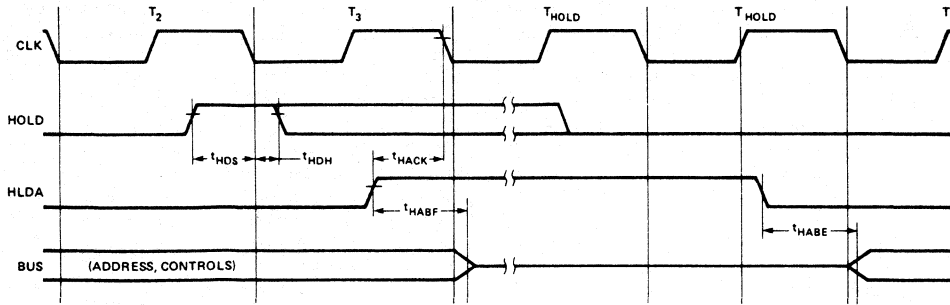 T2 T3 THOLD THOLD T
CLK
HOLD
tHDS tHDH tHACK
HLDA
tHABF tHABE
BUS (ADDRESS, CONTROLS)